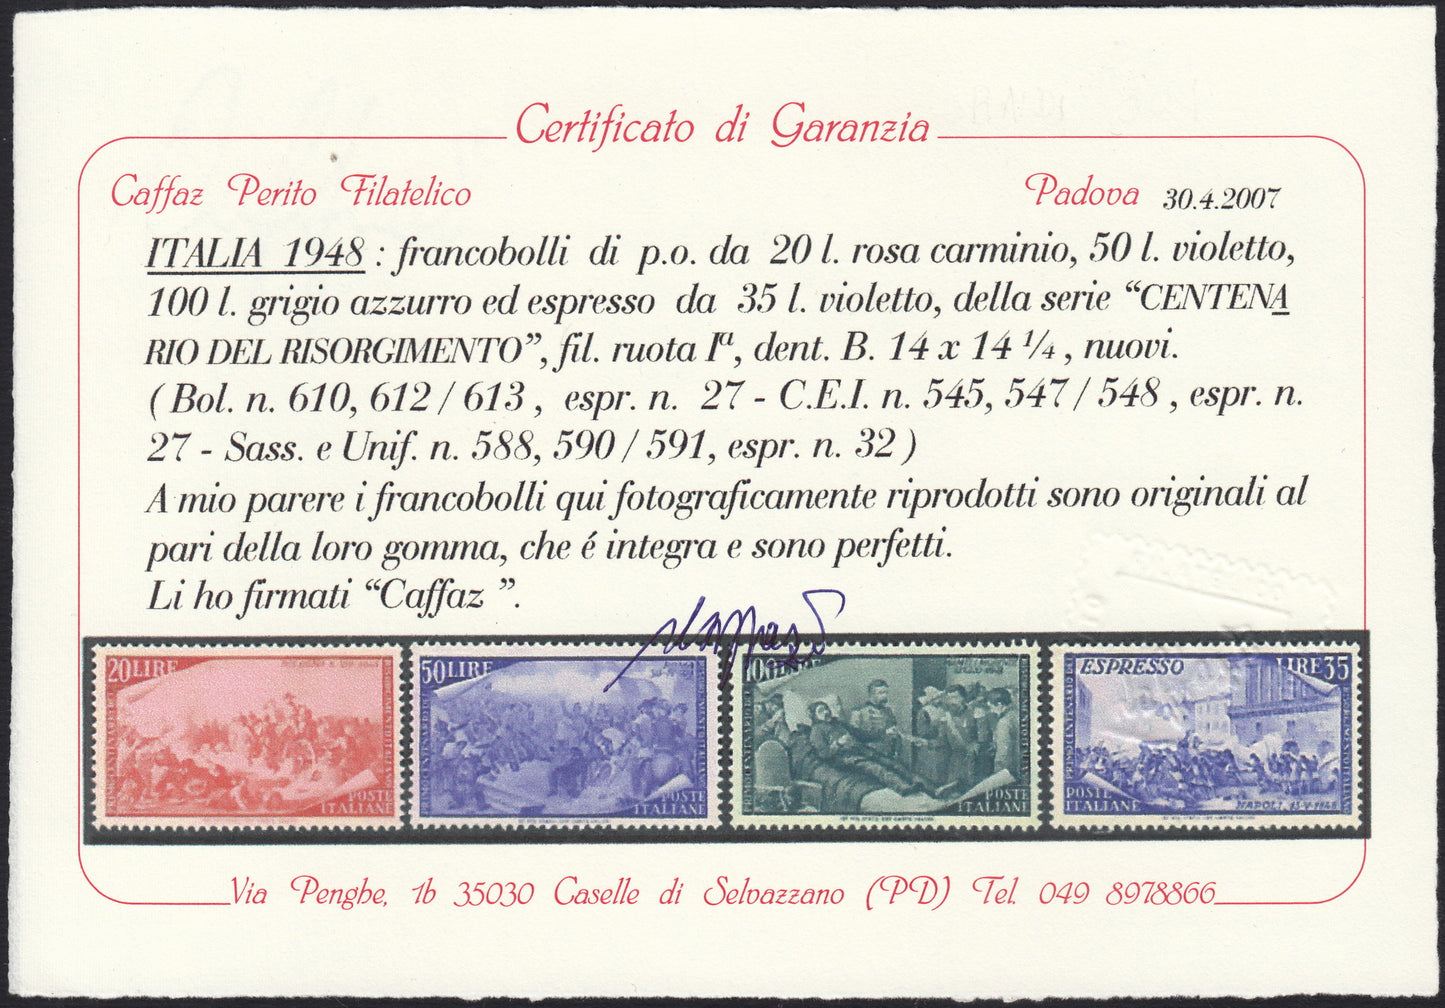 Certificato di Garanzia
Caffaz Perito Filatelico
Padova 30.4.2007
ITALIA 1948 : francobolli di p.o. da 20 l. rosa carminio, 50 l. violetto,
100 l. grigio azzurro ed espresso da 35 l. violetto, della serie “CENTENA
RIO DEL RISORGIMENTO”, fil. ruota Iª, dent. B. 14 x 14 ¼ , nuovi.
( Bol. n. 610, 612 / 613 , espr. n. 27 - C.E.I. n. 545, 547 / 548 , espr. n.
27 - Sass. e Unif. n. 588, 590 / 591, espr. n. 32 )
A mio parere i francobolli qui fotograficamente riprodotti sono originali al
pari della loro gomma, che é integra e sono perfetti.
Li ho firmati “Caffaz ”.
20 LIRE
POSTE
ITALIANE
50 LIRE
POSTE
ITALIANE
POSTE
ITALIANE
ESPRESSO LIRE 35
POSTE
ITALIANE
NAPOLI, 15-V-1848
Via Penghe, 1b 35030 Caselle di Selvazzano (PD) Tel. 049 8978866